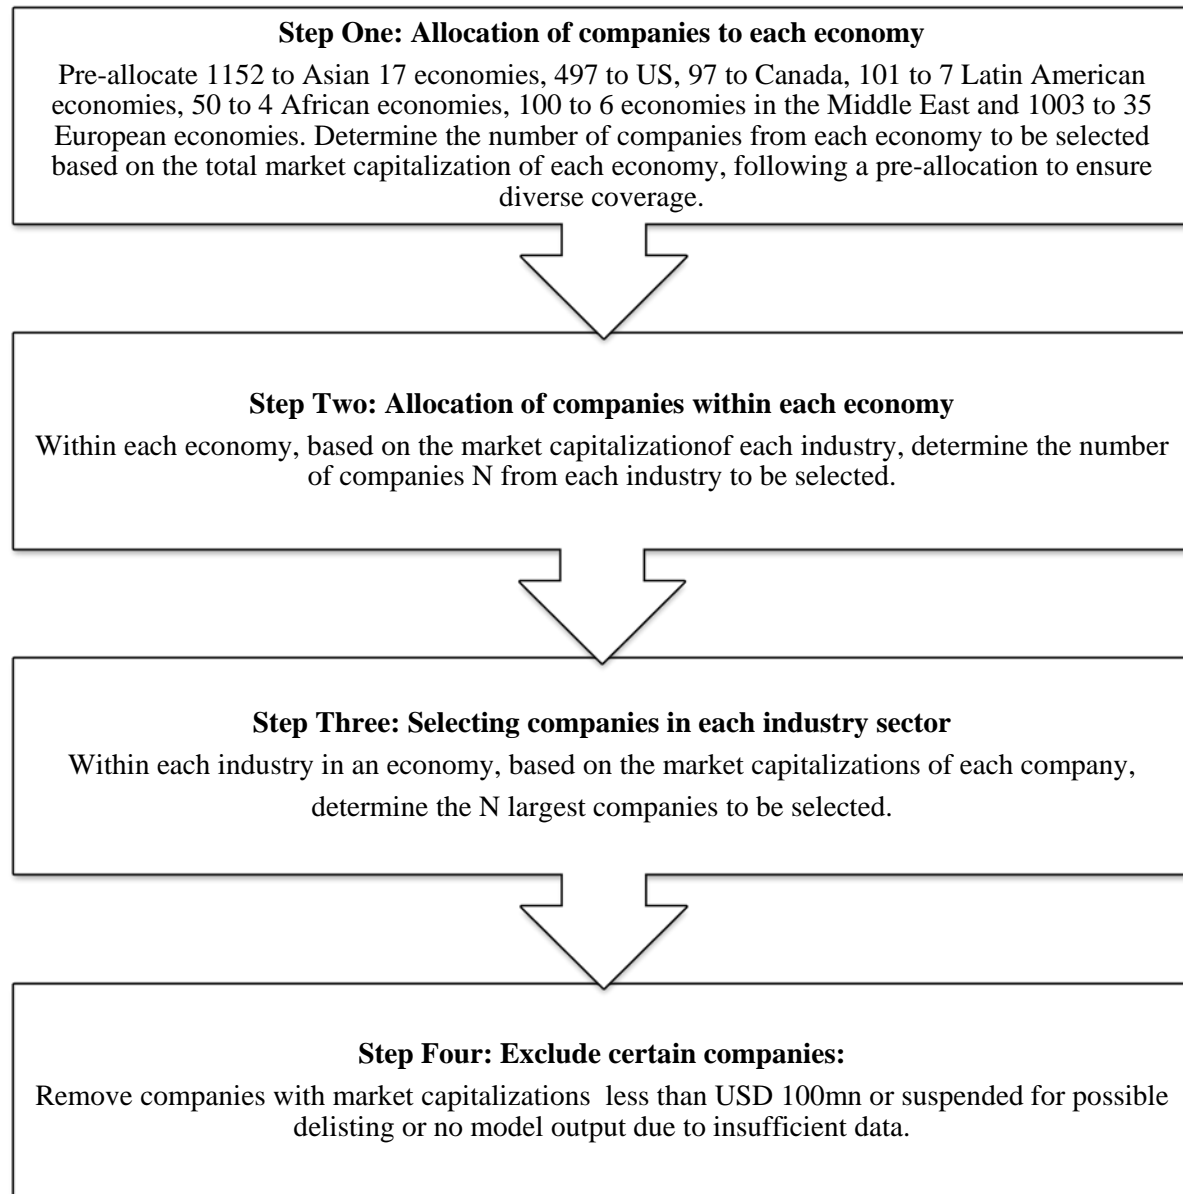 Step One: Allocation of companies to each economy
Pre-allocate 1152 to Asian 17 economies, 497 to US, 97 to Canada, 101 to 7 Latin American
economies, 50 to 4 African economies, 100 to 6 economies in the Middle East and 1003 to 35
European economies. Determine the number of companies from each economy to be selected
based on the total market capitalization of each economy, following a pre-allocation to ensure
diverse coverage.
Step Two: Allocation of companies within each economy
Within each economy, based on the market capitalizationof each industry, determine the number
of companies N from each industry to be selected.
Step Three: Selecting companies in each industry sector
Within each industry in an economy, based on the market capitalizations of each company,
determine the N largest companies to be selected.
Step Four: Exclude certain companies:
Remove companies with market capitalizations  less than USD 100mn or suspended for possible
delisting or no model output due to insufficient data.